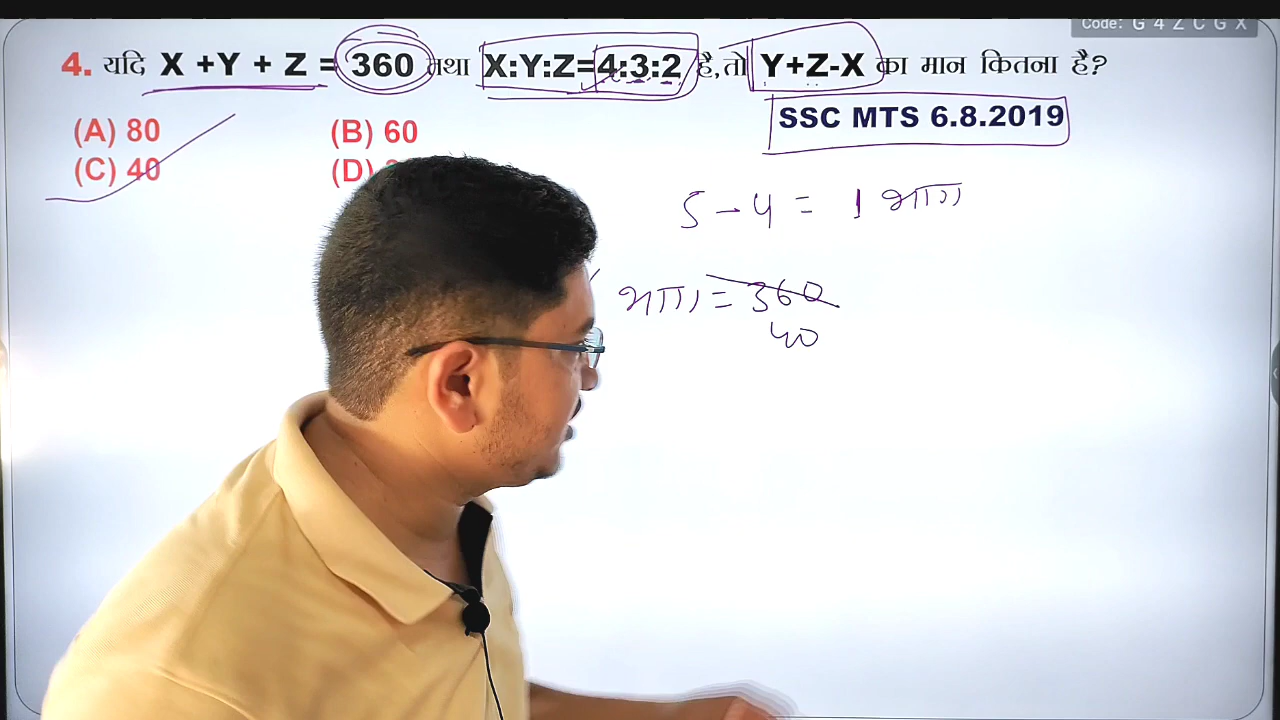 Code: G 4 Z C G X
4. यदि X +Y + Z = 360 तथा X:Y:Z=4:3:2 है, तो Y+Z-X का मान कितना है?
SSC MTS 6.8.2019
(A) 80 (B) 60
(C) 40 (D)
5 - 4 = 1 भाग
भाग = 360
40